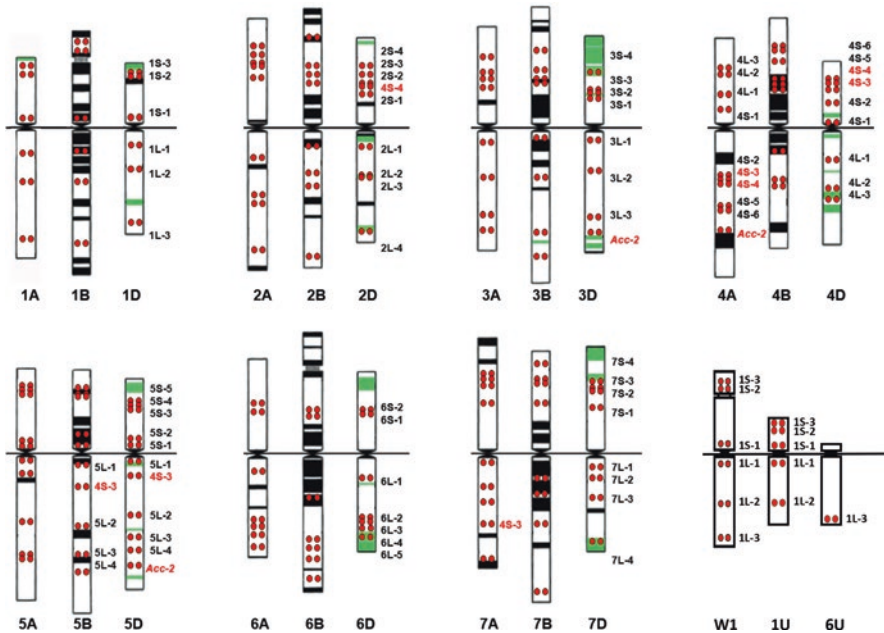 1S-3
1S-2
1S-1
1L-1
1L-2
1L-3
1A 1B 1D
2S-4
2S-3
2S-2
4S-4
2S-1
2L-1
2L-2
2L-3
2L-4
2A 2B 2D
3S-4
3S-3
3S-2
3S-1
3L-1
3L-2
3L-3
Acc-2
3A 3B 3D
4L-3
4L-2
4L-1
4S-1
4S-2
4S-3
4S-4
4S-5
4S-6
Acc-2
4S-6
4S-5
4S-4
4S-3
4S-2
4S-1
4L-1
4L-2
4L-3
4A 4B 4D
5L-1
4S-3
5L-2
5L-3
5L-4
5S-5
5S-4
5S-3
5S-2
5S-1
5L-1
4S-3
5L-2
5L-3
5L-4
Acc-2
5A 5B 5D
6S-2
6S-1
6L-1
6L-2
6L-3
6L-4
6L-5
6A 6B 6D
4S-3
7S-4
7S-3
7S-2
7S-1
7L-1
7L-2
7L-3
7L-4
7A 7B 7D
1S-3
1S-2
1S-1
1L-1
1L-2
1L-3
1S-3
1S-2
1S-1
1L-1
1L-2
1L-3
W1 1U 6U